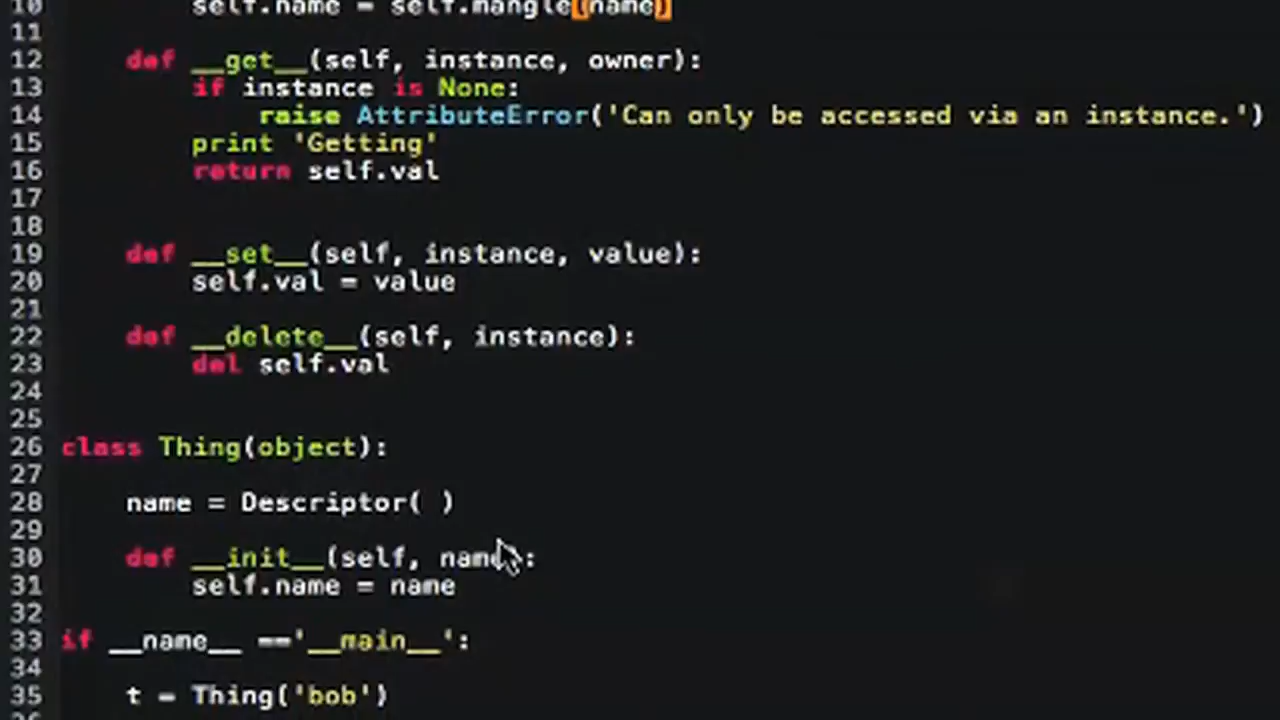 10 self.name = self.mangle(name)
11
12 def __get__(self, instance, owner):
13 if instance is None:
14 raise AttributeError('Can only be accessed via an instance.')
15 print 'Getting'
16 return self.val
17
18
19 def __set__(self, instance, value):
20 self.val = value
21
22 def __delete__(self, instance):
23 del self.val
24
25
26 class Thing(object):
27
28 name = Descriptor( )
29
30 def __init__(self, name):
31 self.name = name
32
33 if __name__ =='__main__':
34
35 t = Thing('bob')